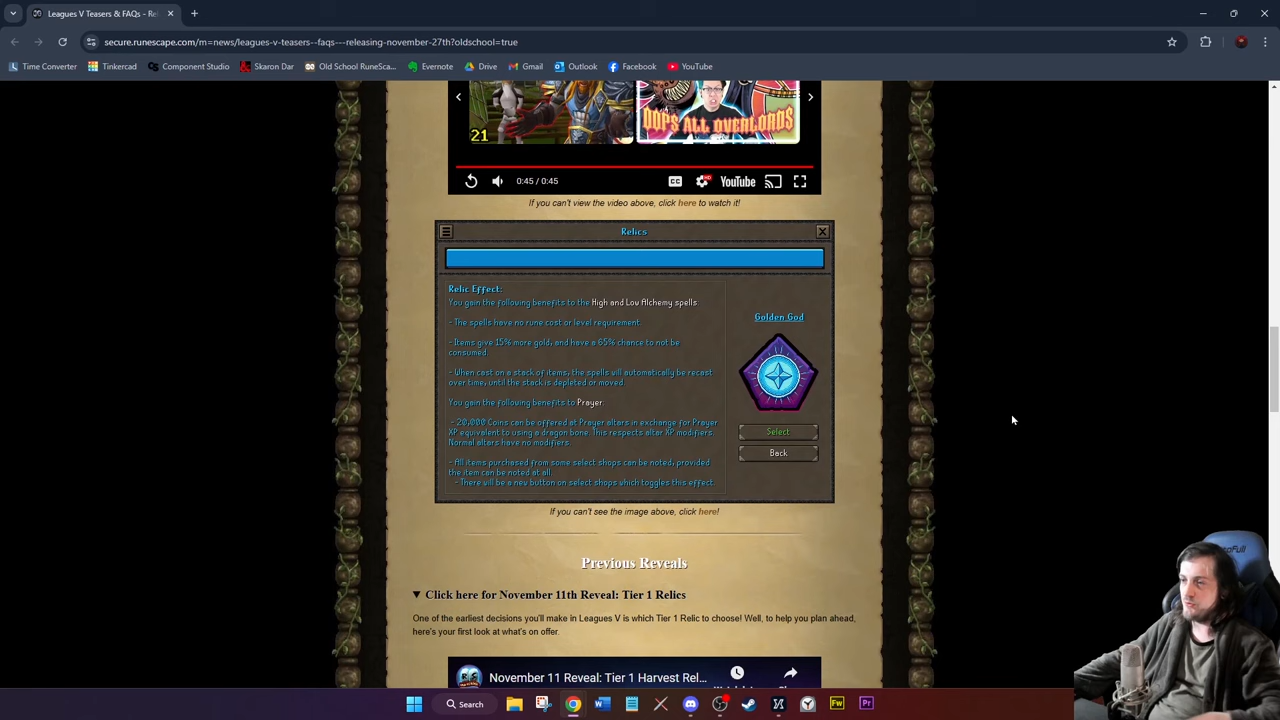 Leagues V Teasers & FAQs - Rel
secure.runescape.com/m=news/leagues-v-teasers--faqs---releasing-november-27th?oldschool=true
Time Converter
Tinkercad
Component Studio
Skaron Dar
Old School RuneSca...
Evernote
Drive
Gmail
Outlook
Facebook
YouTube
21
OOPS ALL OVERLORDS
0:45 / 0:45
CC
HD
YouTube
If you can't view the video above, click here to watch it!
Relics
Relic Effect:
You gain the following benefits to the High and Low Alchemy spells:
- The spells have no rune cost or level requirement.
- Items give 15% more gold, and have a 65% chance to not be
consumed.
- When cast on a stack of items, the spells will automatically be recast
over time, until the stack is depleted or moved.
You gain the following benefits to Prayer:
- 20,000 Coins can be offered at Prayer altars in exchange for Prayer
XP equivalent to using a dragon bone. This respects altar XP modifiers.
Normal altars have no modifiers.
- All items purchased from some select shops can be noted, provided
the item can be noted at all.
- There will be a new button on select shops which toggles this effect.
Golden God
Select
Back
If you can't see the image above, click here!
Previous Reveals
Click here for November 11th Reveal: Tier 1 Relics
One of the earliest decisions you'll make in Leagues V is which Tier 1 Relic to choose! Well, to help you plan ahead,
here's your first look at what's on offer.
November 11 Reveal: Tier 1 Harvest Rel...
Search
Fw
Pr